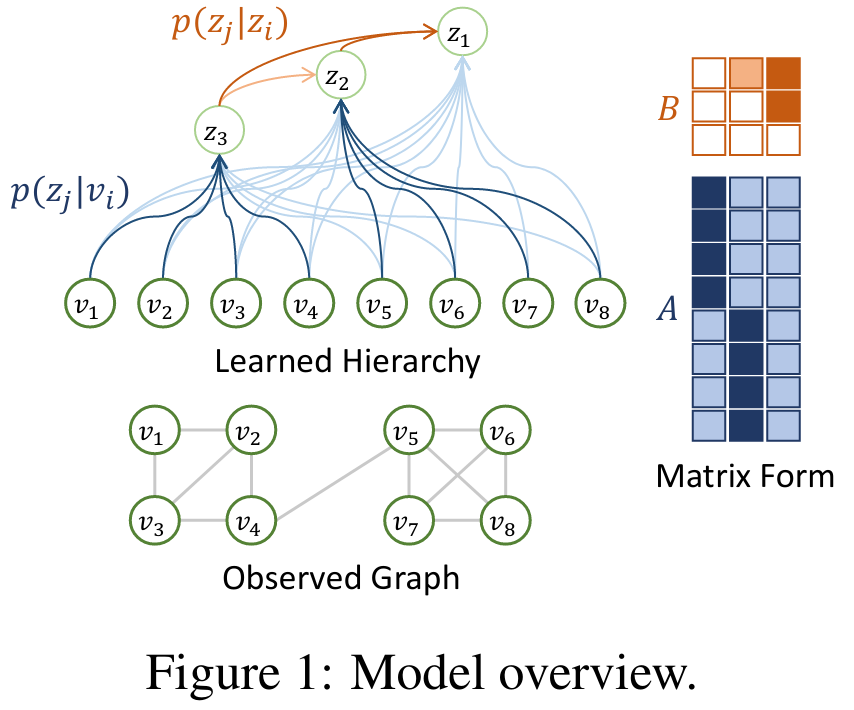 p(z_j|z_i)
z_1
z_2
z_3
p(z_j|v_i)
v_1 v_2 v_3 v_4 v_5 v_6 v_7 v_8
Learned Hierarchy
v_1 v_2 v_5 v_6
v_3 v_4 v_7 v_8
Observed Graph
B
A
Matrix Form
Figure 1: Model overview.